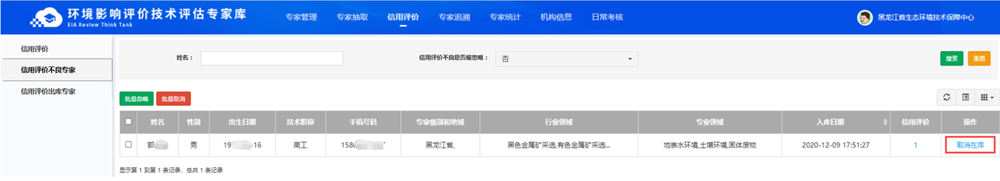 环境影响评价技术评估专家库
EIA Review Think Tank
专家管理 专家抽取 信用评价 专家追溯 专家统计 机构信息 日常考核
黑龙江省生态环境技术保障中心
信用评价
信用评价不良专家
信用评价出库专家
姓名： 信用评价不良是否被忽略： 否 搜索 重置
批量忽略 批量取消
姓名 性别 出生日期 技术职称 手机号码 专家级别和地域 行业领域 专业领域 入库日期 信用评价 操作
郭 男 197 -16 高工 158 黑龙江省, 黑色金属矿采选,有色金属矿采选... 地表水环境,土壤环境,固体废物 2020-12-09 17:51:27 1 取消在库
显示第 1 到第 1 条记录，总共 1 条记录